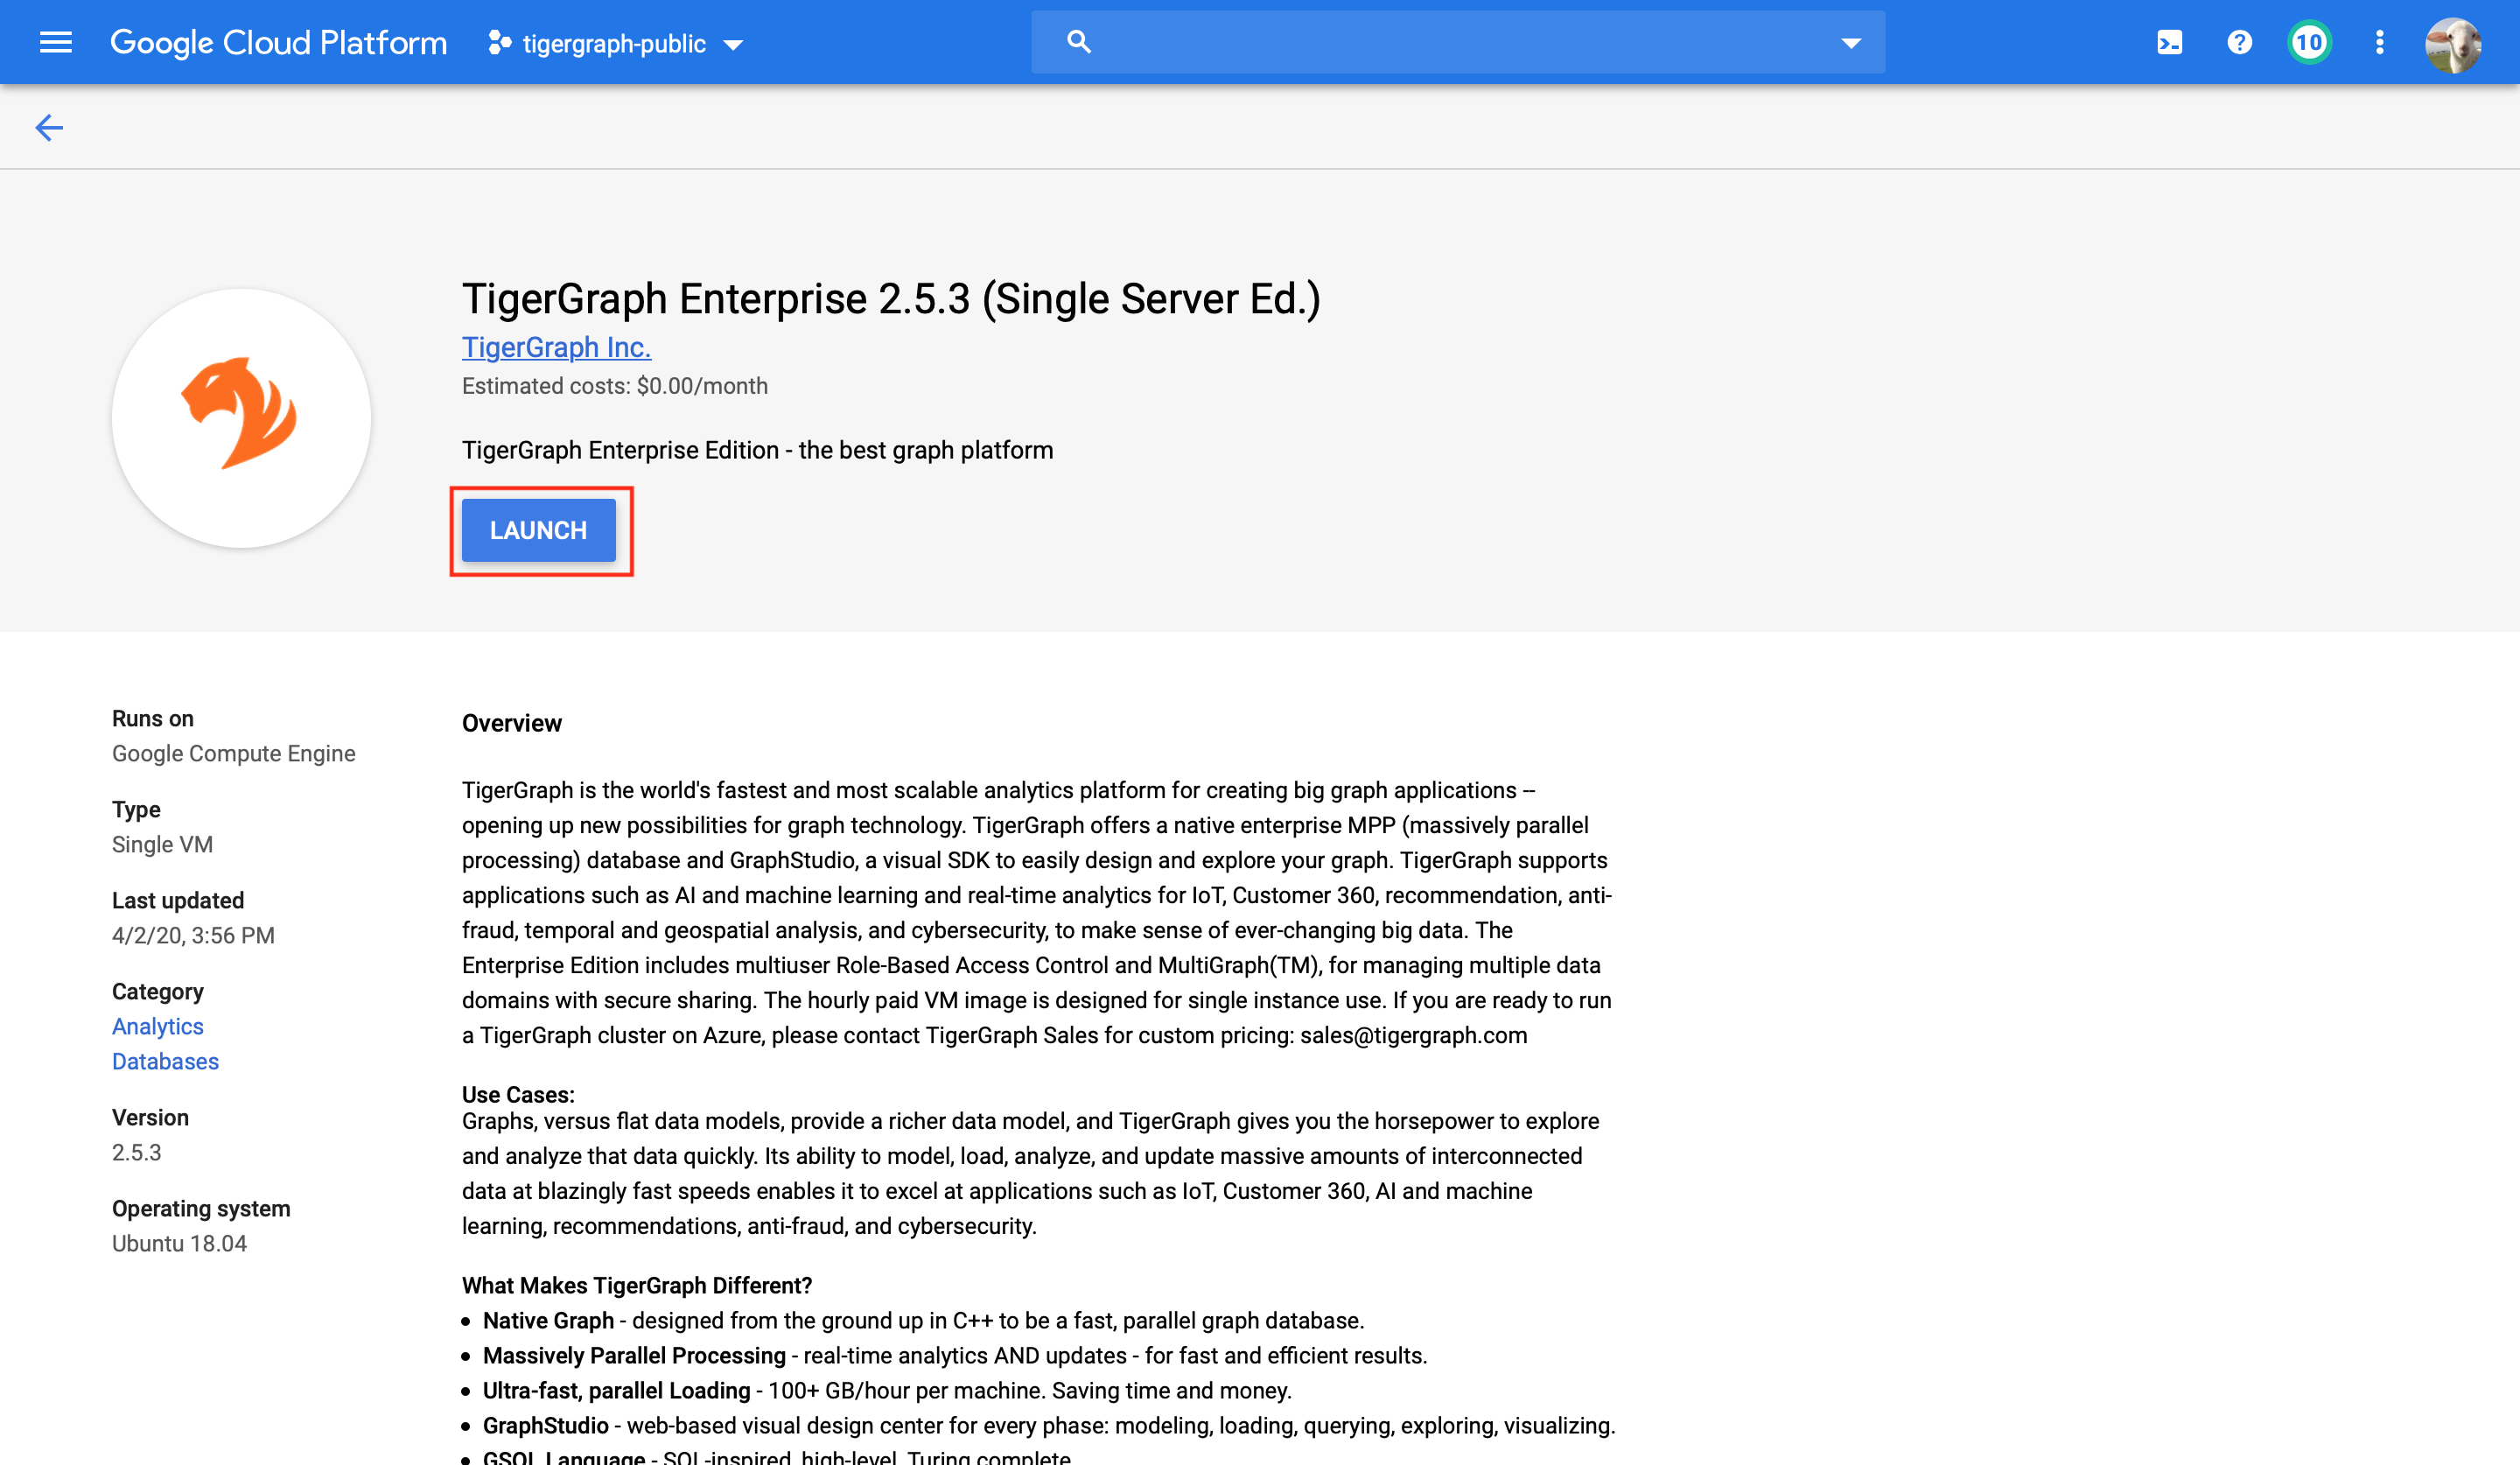 Google Cloud Platform
tigergraph-public
10
TigerGraph Enterprise 2.5.3 (Single Server Ed.)
TigerGraph Inc.
Estimated costs: $0.00/month
TigerGraph Enterprise Edition - the best graph platform
LAUNCH
Runs on
Google Compute Engine
Type
Single VM
Last updated
4/2/20, 3:56 PM
Category
Analytics
Databases
Version
2.5.3
Operating system
Ubuntu 18.04
Overview
TigerGraph is the world's fastest and most scalable analytics platform for creating big graph applications --
opening up new possibilities for graph technology. TigerGraph offers a native enterprise MPP (massively parallel
processing) database and GraphStudio, a visual SDK to easily design and explore your graph. TigerGraph supports
applications such as AI and machine learning and real-time analytics for IoT, Customer 360, recommendation, anti-
fraud, temporal and geospatial analysis, and cybersecurity, to make sense of ever-changing big data. The
Enterprise Edition includes multiuser Role-Based Access Control and MultiGraph(TM), for managing multiple data
domains with secure sharing. The hourly paid VM image is designed for single instance use. If you are ready to run
a TigerGraph cluster on Azure, please contact TigerGraph Sales for custom pricing: sales@tigergraph.com
Use Cases:
Graphs, versus flat data models, provide a richer data model, and TigerGraph gives you the horsepower to explore
and analyze that data quickly. Its ability to model, load, analyze, and update massive amounts of interconnected
data at blazingly fast speeds enables it to excel at applications such as IoT, Customer 360, AI and machine
learning, recommendations, anti-fraud, and cybersecurity.
What Makes TigerGraph Different?
• Native Graph - designed from the ground up in C++ to be a fast, parallel graph database.
• Massively Parallel Processing - real-time analytics AND updates - for fast and efficient results.
• Ultra-fast, parallel Loading - 100+ GB/hour per machine. Saving time and money.
• GraphStudio - web-based visual design center for every phase: modeling, loading, querying, exploring, visualizing.
• GSQL Language - SQL-inspired, high-level, Turing complete